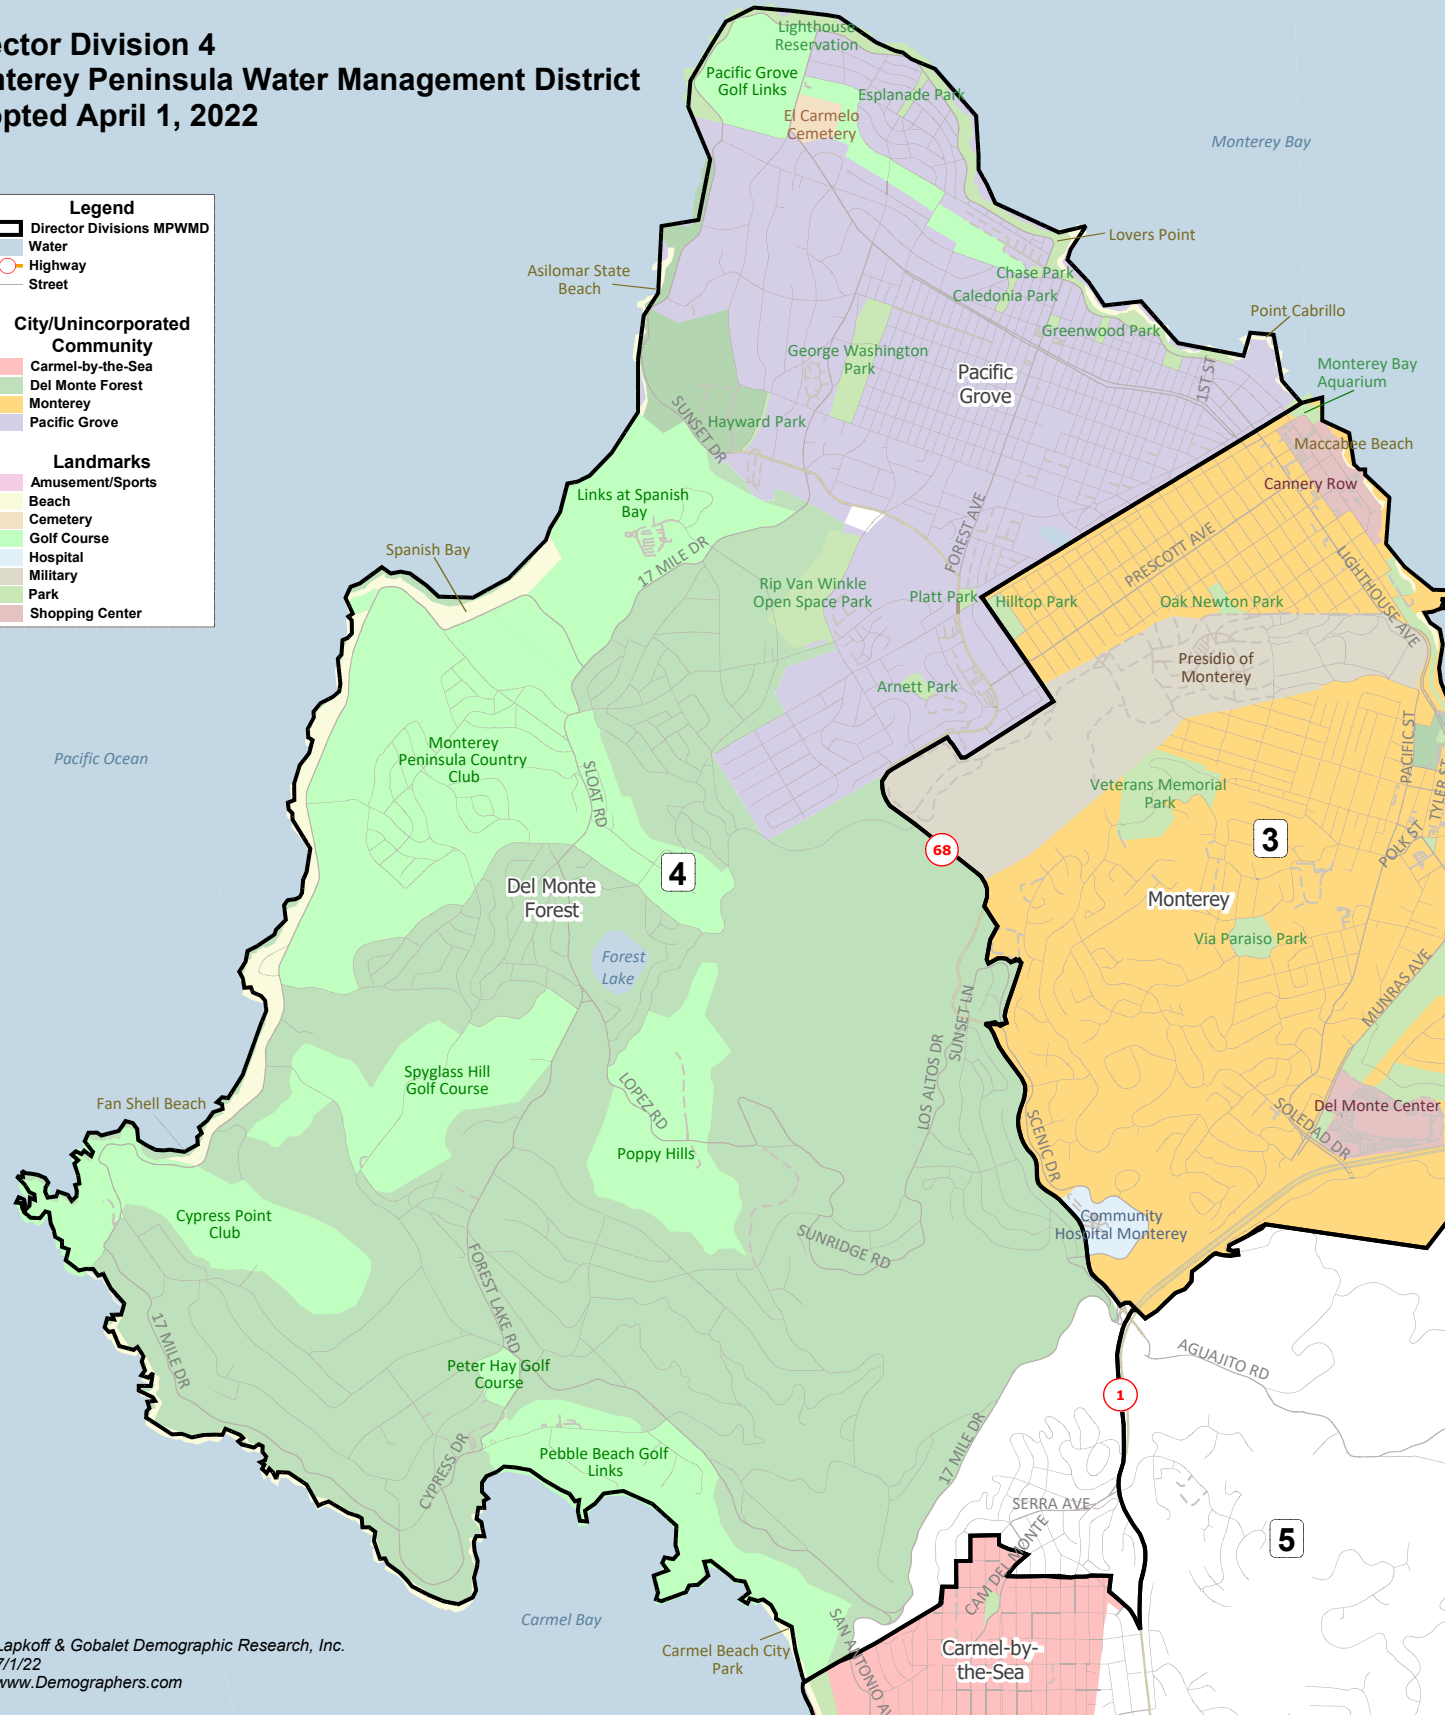 ector Division 4
nterey Peninsula Water Management District
opted April 1, 2022
Legend
Director Divisions MPWMD
Water
Highway
Street
City/Unincorporated
Community
Carmel-by-the-Sea
Del Monte Forest
Monterey
Pacific Grove
Landmarks
Amusement/Sports
Beach
Cemetery
Golf Course
Hospital
Military
Park
Shopping Center
Lighthouse
Reservation
Pacific Grove
Golf Links
Esplanade Park
El Carmelo
Cemetery
Monterey Bay
Lovers Point
Asilomar State
Beach
Chase Park
Caledonia Park
Point Cabrillo
Greenwood Park
George Washington
Park
Pacific
Grove
1ST ST
Monterey Bay
Aquarium
SUNSET DR
Hayward Park
Maccabee Beach
Cannery Row
Links at Spanish
Bay
FOREST AVE
PRESCOTT AVE
LIGHTHOUSE AVE
Spanish Bay
17 MILE DR
Rip Van Winkle
Open Space Park
Platt Park
Hilltop Park
Oak Newton Park
Presidio of
Monterey
Arnett Park
Pacific Ocean
Monterey
Peninsula Country
Club
SLOAT RD
PACIFIC ST
TYLER ST
Veterans Memorial
Park
POLK ST
3
68
4
Del Monte
Forest
Monterey
Via Paraiso Park
Forest
Lake
MUNRAS AVE
SUNSET LN
LOS ALTOS DR
Spyglass Hill
Golf Course
LOPEZ RD
Fan Shell Beach
SCENIC DR
SOLEDAD DR
Del Monte Center
Poppy Hills
Cypress Point
Club
Community
Hospital Monterey
SUNRIDGE RD
FOREST LAKE RD
17 MILE DR
AGUAJITO RD
Peter Hay Golf
Course
1
CYPRESS DR
Pebble Beach Golf
Links
17 MILE DR
SERRA AVE
CAM DEL MONTE
5
Carmel Bay
SAN ANTONIO AV
Carmel Beach City
Park
Carmel-by-
the-Sea
Lapkoff & Gobalet Demographic Research, Inc.
7/1/22
www.Demographers.com